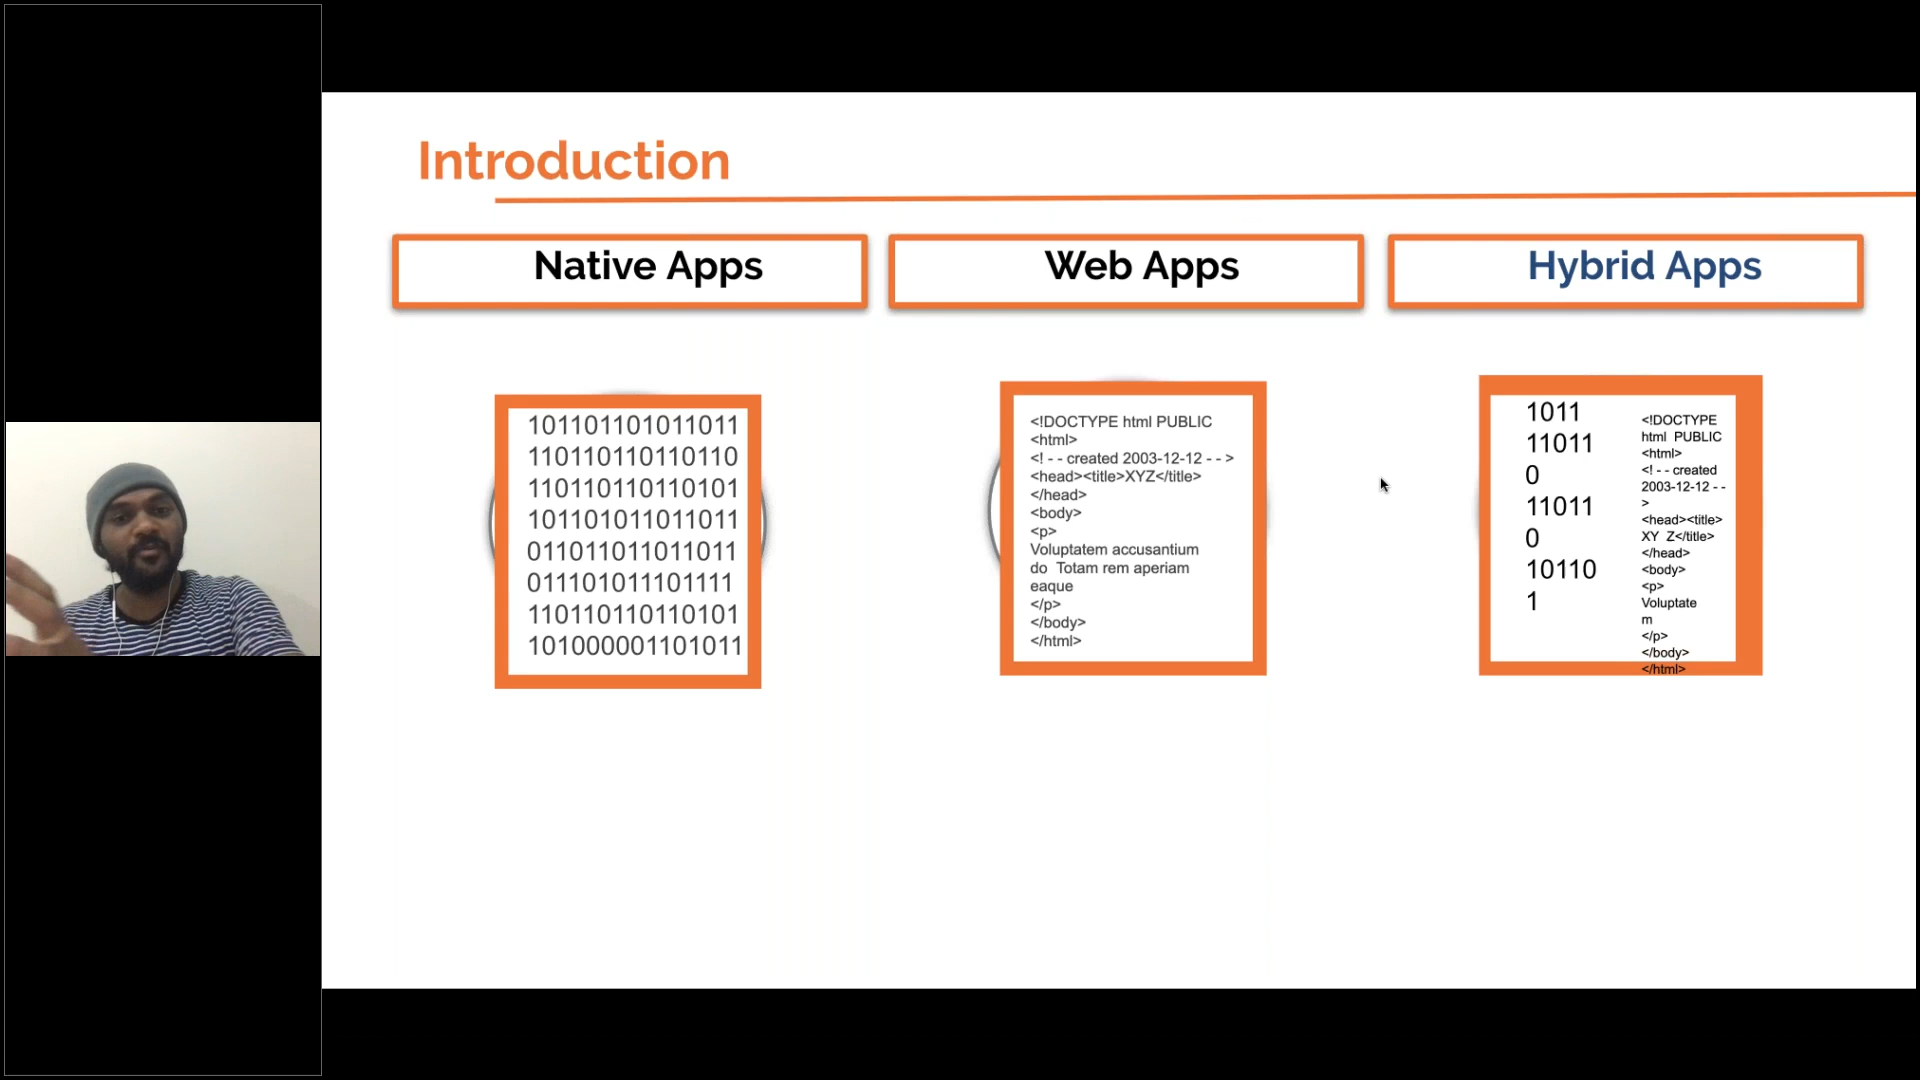 Introduction
Native Apps
Web Apps
Hybrid Apps
101101101011011
110110110110110
110110110110101
101101011011011
011011011011011
011101011101111
110110110110101
101000001101011
<!DOCTYPE html PUBLIC
<html>
<! - - created 2003-12-12 - - >
<head><title>XYZ</title>
</head>
<body>
<p>
Voluptatem accusantium
do Totam rem aperiam
eaque
</p>
</body>
</html>
1011
11011
0
11011
0
10110
1
<!DOCTYPE
html PUBLIC
<html>
<! - - created
2003-12-12 - -
>
<head><title>
XY Z</title>
</head>
<body>
<p>
Voluptate
m
</p>
</body>
</html>